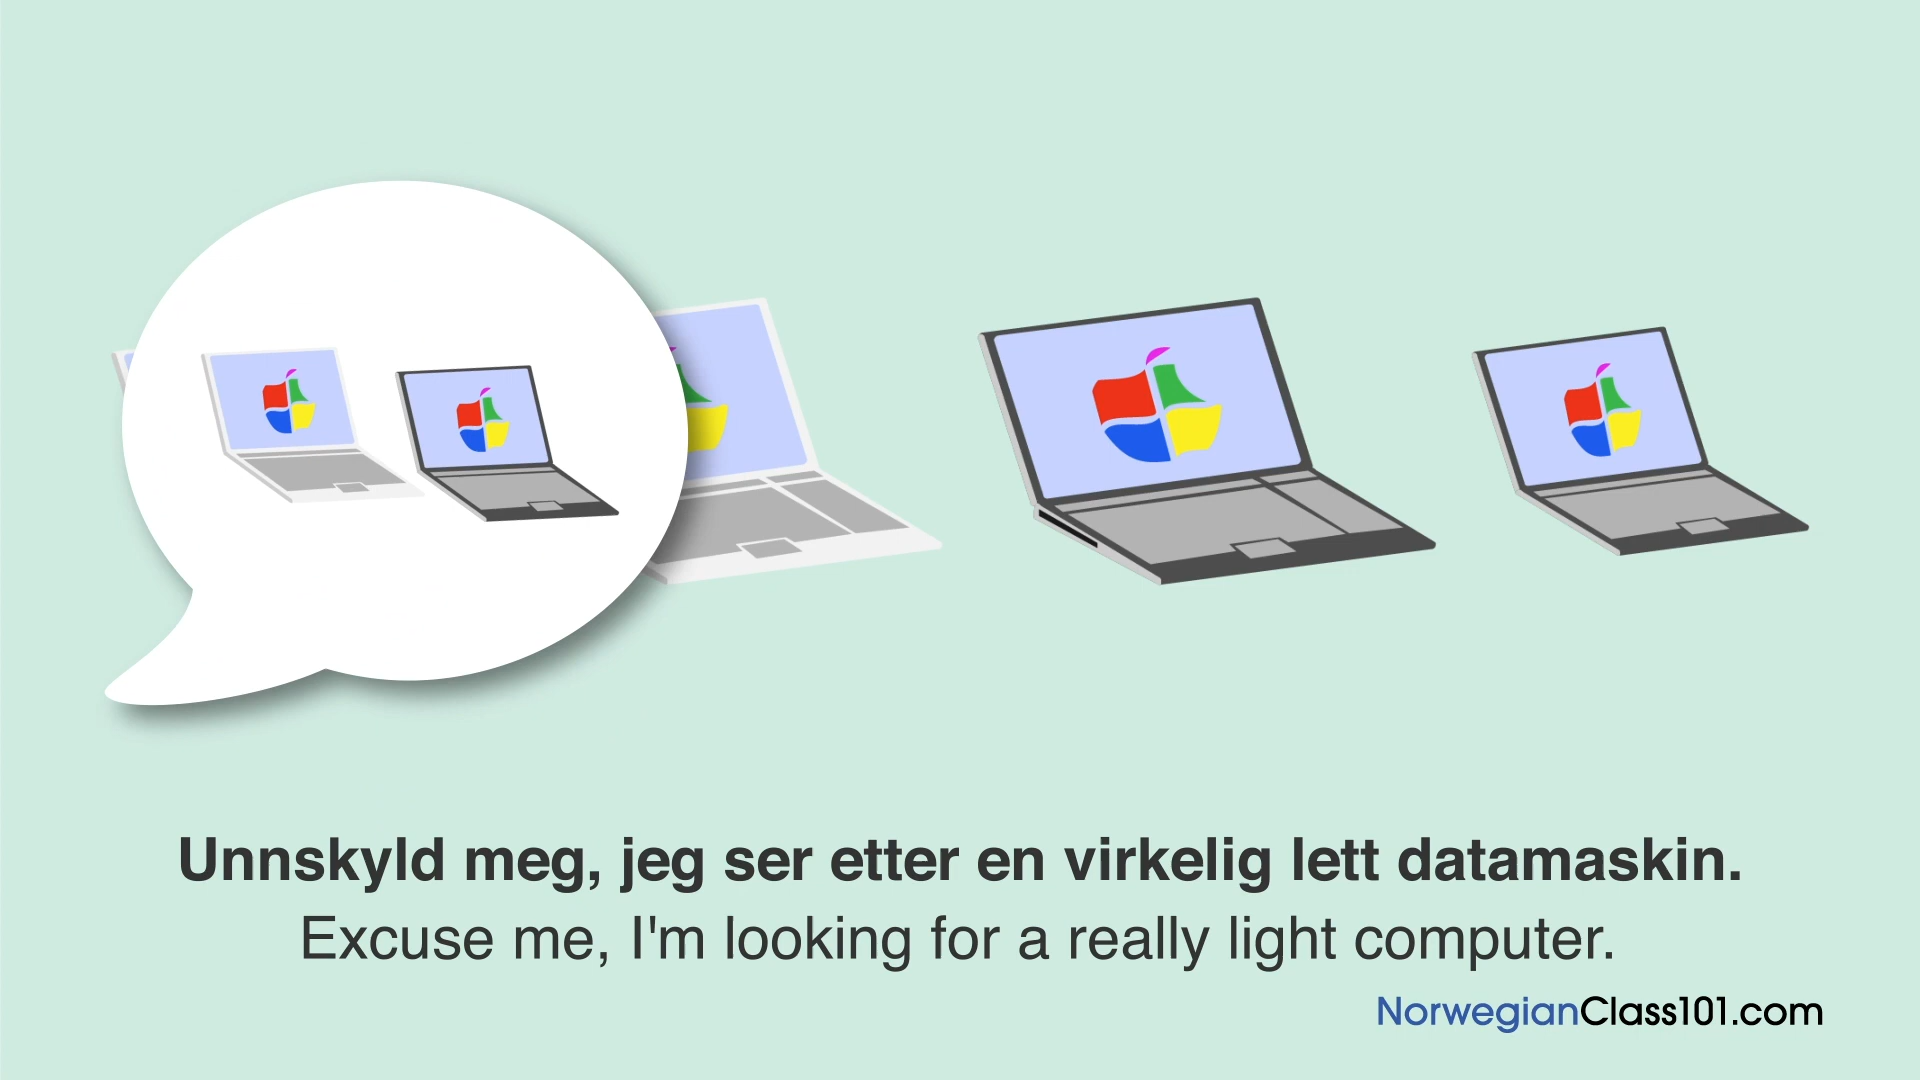 Unnskyld meg, jeg ser etter en virkelig lett datamaskin.
Excuse me, I'm looking for a really light computer.
NorwegianClass101.com